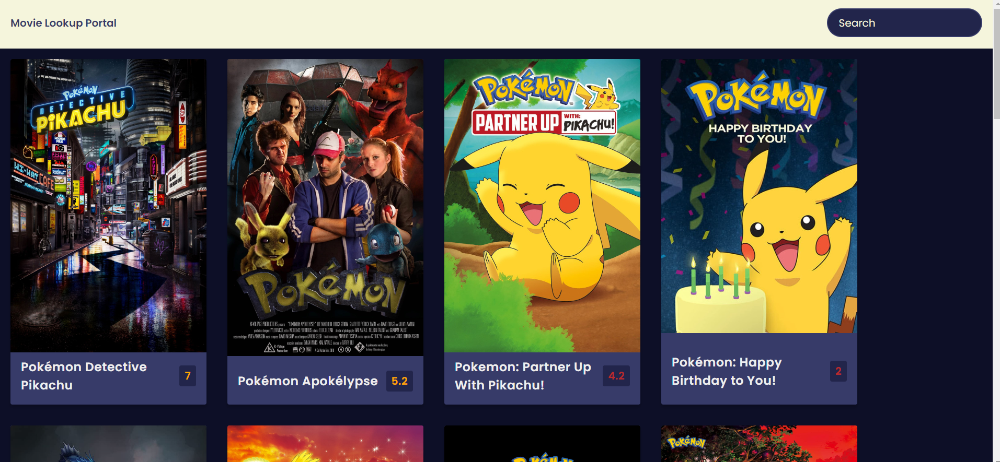 Movie Lookup Portal
Search
POKÉMON
DETECTIVE
PIKACHU
HI-HAT
CAFE
POKÉMON
POKÉMON
PARTNER UP WITH: PIKACHU!
POKÉMON
HAPPY BIRTHDAY
TO YOU!
Pokémon Detective
Pikachu
7
Pokémon Apokélypse
5.2
Pokemon: Partner Up
With Pikachu!
4.2
Pokémon: Happy
Birthday to You!
2
POKÉMON
POKÉMON